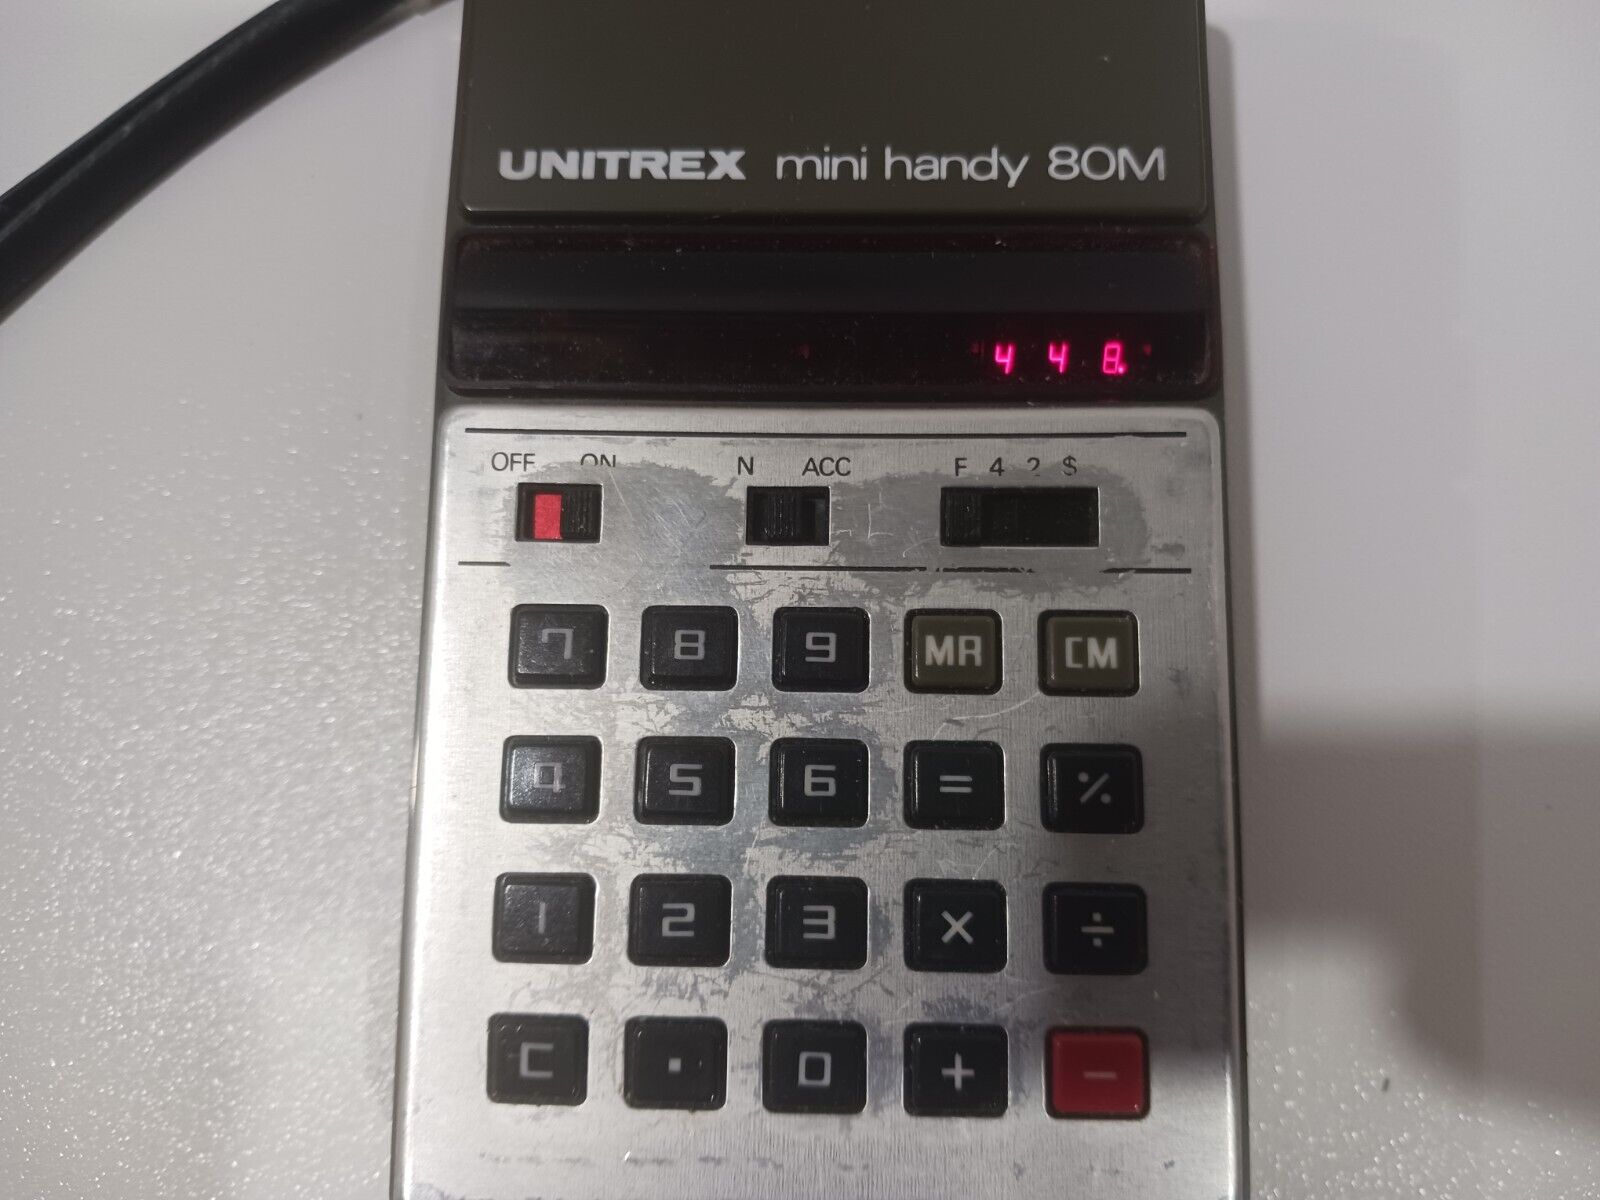 UNITREX mini handy 80M
448.
OFF ON N ACC F 4 2 $
7 8 9 MR CM
4 5 6 = %
1 2 3 × ÷
C . 0 + −